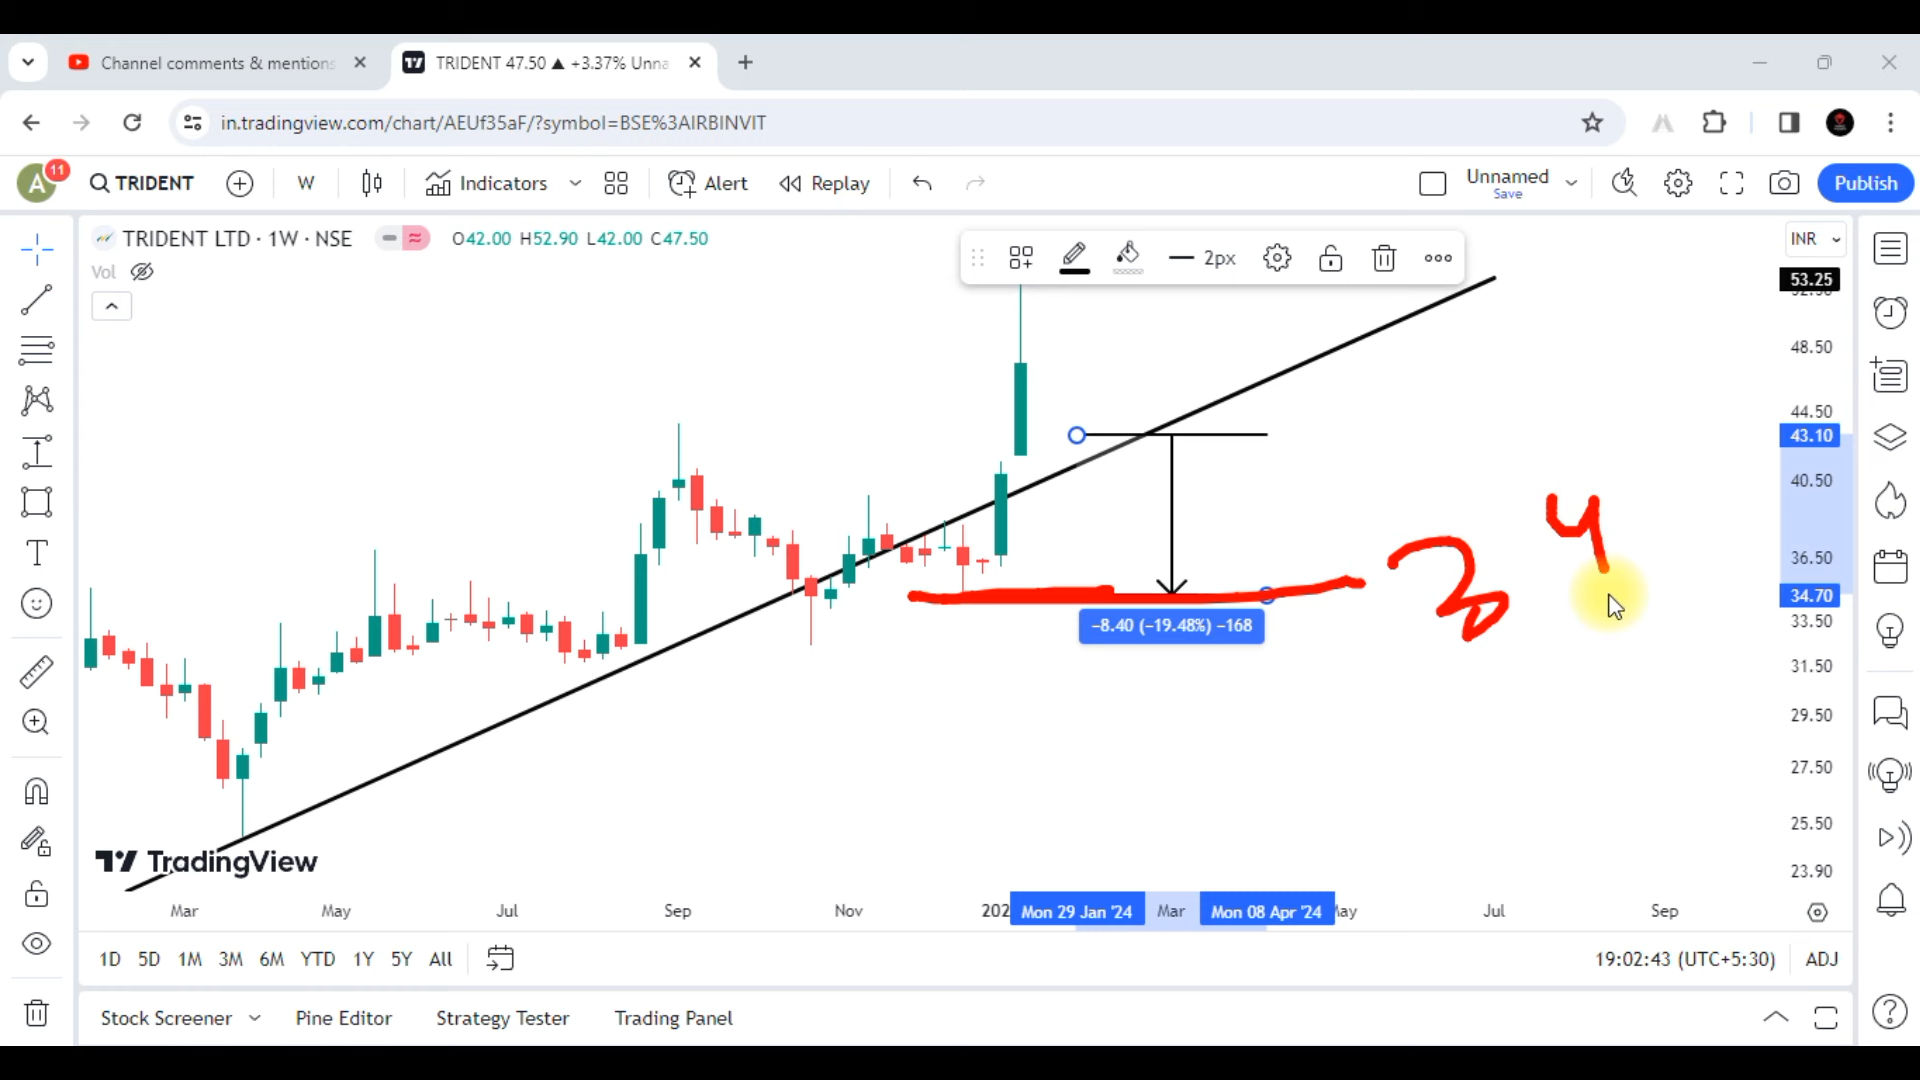 Channel comments & mentions
TRIDENT 47.50 ▲ +3.37% Unna
in.tradingview.com/chart/AEUf35aF/?symbol=BSE%3AIRBINVIT
A 11 TRIDENT W Indicators Alert Replay Unnamed Save Publish
TRIDENT LTD · 1W · NSE O42.00 H52.90 L42.00 C47.50 2px INR
Vol
53.25
48.50
44.50
43.10
40.50
36.50
34.70
33.50
31.50
29.50
27.50
25.50
23.90
34
−8.40 (−19.48%) −168
TradingView
Mar May Jul Sep Nov 202 Mon 29 Jan '24 Mar Mon 08 Apr '24 May Jul Sep
1D 5D 1M 3M 6M YTD 1Y 5Y All 19:02:43 (UTC+5:30) ADJ
Stock Screener Pine Editor Strategy Tester Trading Panel